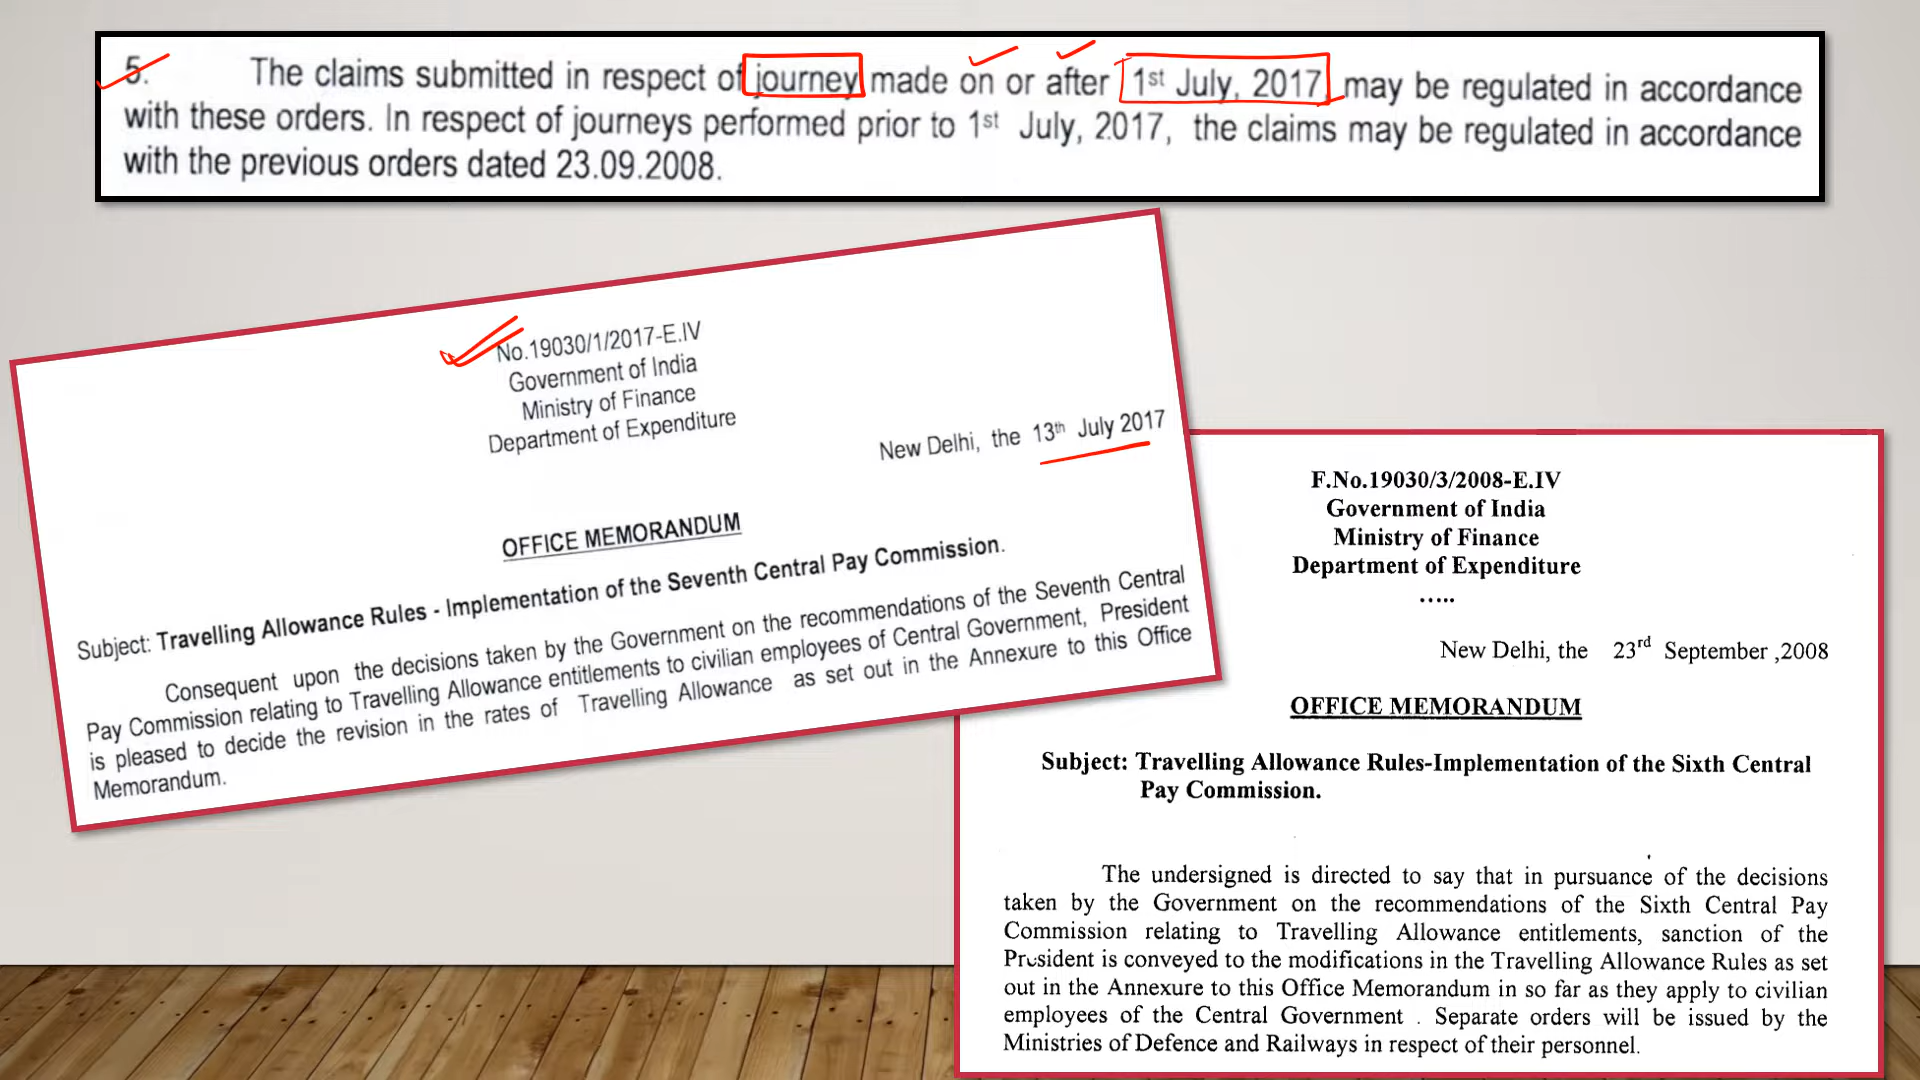 5. The claims submitted in respect of journey made on or after 1st July, 2017, may be regulated in accordance
with these orders. In respect of journeys performed prior to 1st July, 2017, the claims may be regulated in accordance
with the previous orders dated 23.09.2008.
No.19030/1/2017-E.IV
Government of India
Ministry of Finance
Department of Expenditure
New Delhi, the 13th July 2017
OFFICE MEMORANDUM
Subject: Travelling Allowance Rules - Implementation of the Seventh Central Pay Commission.
Consequent upon the decisions taken by the Government on the recommendations of the Seventh Central
Pay Commission relating to Travelling Allowance entitlements to civilian employees of Central Government, President
is pleased to decide the revision in the rates of Travelling Allowance as set out in the Annexure to this Office
Memorandum.
F.No.19030/3/2008-E.IV
Government of India
Ministry of Finance
Department of Expenditure
.....
New Delhi, the 23rd September ,2008
OFFICE MEMORANDUM
Subject: Travelling Allowance Rules-Implementation of the Sixth Central
Pay Commission.
The undersigned is directed to say that in pursuance of the decisions
taken by the Government on the recommendations of the Sixth Central Pay
Commission relating to Travelling Allowance entitlements, sanction of the
President is conveyed to the modifications in the Travelling Allowance Rules as set
out in the Annexure to this Office Memorandum in so far as they apply to civilian
employees of the Central Government . Separate orders will be issued by the
Ministries of Defence and Railways in respect of their personnel.